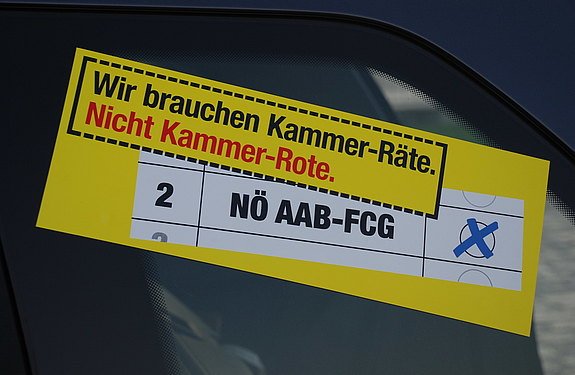 Wir brauchen Kammer-Räte.
Nicht Kammer-Rote.
2 NÖ AAB-FCG